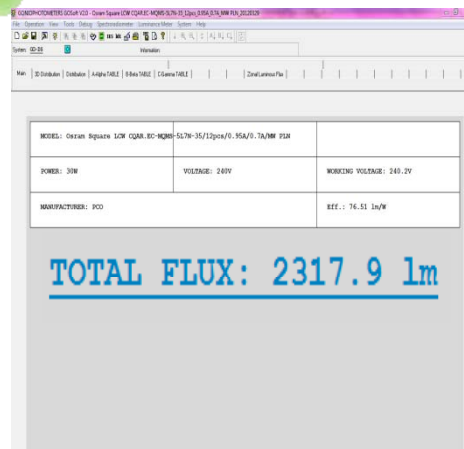 GONIOPHOTOMETERS GOSoft V2.0 - Osram Square LCW CQAR.EC-MQMS-5L7N-35_12pcs_0.95A_0.7A_MW PLN_20120329
File Operation View Tools Debug Spectroradiometer Luminance Meter System Help
System GO-DS Information:
Main 3D Distribution Distribution A-Alpha TABLE B-Beta TABLE C-Gamma TABLE Zonal Luminous Flux
MODEL: Osram Square LCW CQAR.EC-MQMS-5L7N-35/12pcs/0.95A/0.7A/MW PLN
POWER: 30W VOLTAGE: 240V WORKING VOLTAGE: 240.2V
MANUFACTURER: PCO Eff.: 76.51 lm/W
TOTAL FLUX: 2317.9 lm